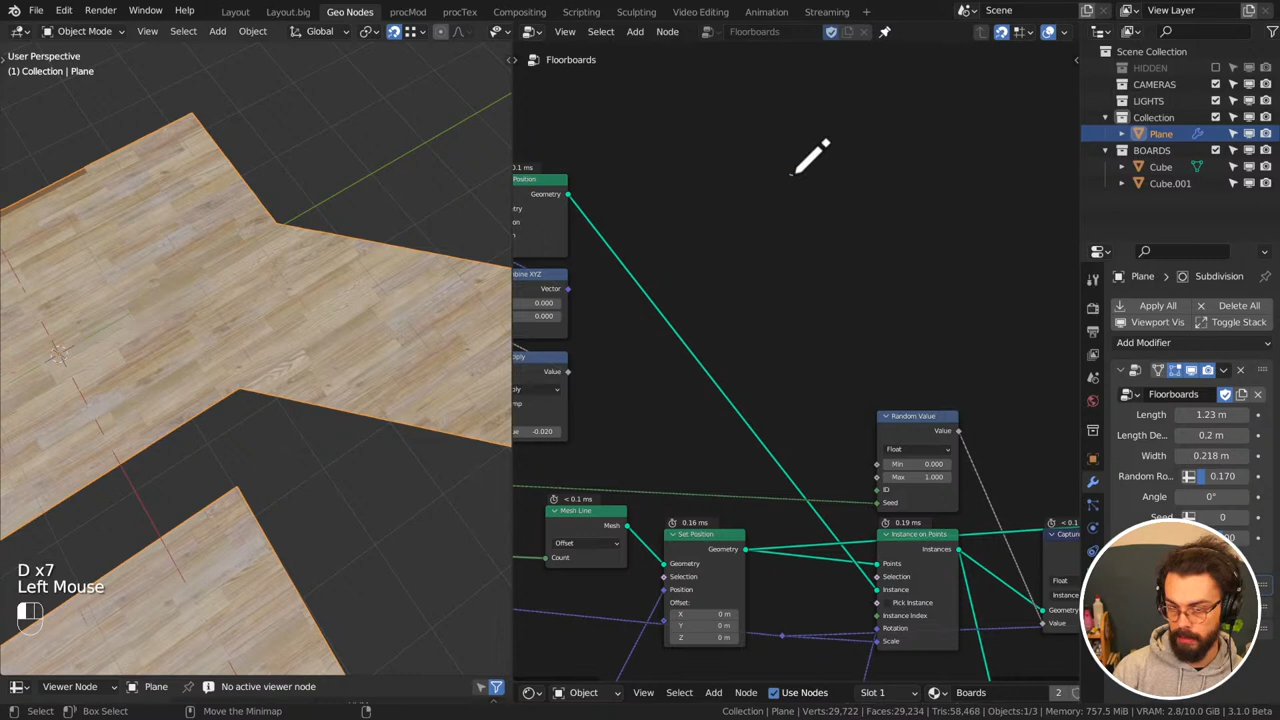 File Edit Render Window Help
Layout Layout.big Geo Nodes procMod procTex Compositing Scripting Sculpting Video Editing Animation Streaming +
Scene
View Layer
Object Mode View Select Add Object Global
View Select Add Node Floorboards
User Perspective
(1) Collection | Plane
Floorboards
Scene Collection
HIDDEN
CAMERAS
LIGHTS
Collection
Plane
BOARDS
Cube
Cube.001
0.1 ms
Position
Geometry
bine XYZ
Vector
0.000
0.000
Value
-0.020
Random Value
Value
Float
Min 0.000
Max 1.000
ID
Seed
< 0.1 ms
Mesh Line
Mesh
Offset
Count
0.16 ms
Set Position
Geometry
Geometry
Selection
Position
Offset:
X 0 m
Y 0 m
Z 0 m
0.19 ms
Instance on Points
Instances
Points
Selection
Instance
Pick Instance
Instance Index
Rotation
Scale
< 0.1
Captur
Float
Instance
Geometry
Value
Plane > Subdivision
Apply All Delete All
Viewport Vis Toggle Stack
Add Modifier
Floorboards
Length 1.23 m
Length De... 0.2 m
Width 0.218 m
Random Ro... 0.170
Angle 0°
Seed 0
D x7
Left Mouse
Viewer Node Plane No active viewer node
Object View Select Add Node Use Nodes Slot 1 Boards 2
Select Box Select Move the Minimap
Collection | Plane | Verts:29,722 | Faces:29,234 | Tris:58,468 | Objects:1/3 | Memory: 757.5 MiB | VRAM: 2.8/10.0 GiB | 3.1.0 Beta